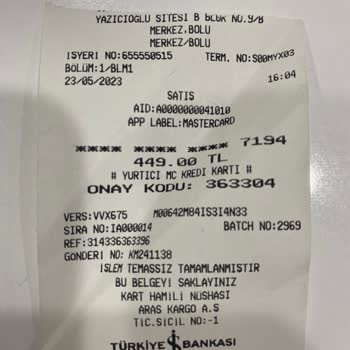 YAZICIOGLU SITESI B BLOK NO.9/B
MERKEZ,BOLU
MERKEZ/BOLU
ISYERI NO:655550515 TERM. NO:S00MYX03
BÖLÜM:1/BLM1
23/05/2023 16:04
SATIS
AID:A0000000041010
APP LABEL:MASTERCARD
**** **** **** 7194
449.00 TL
# YURTICI MC KREDI KARTI #
ONAY KODU: 363304
VERS:VVX675 M00642M84IS3I4N33
SIRA NO:IA000014 BATCH NO:2969
REF:314336363396
GONDERI NO: KM241138
ISLEM TEMASSIZ TAMAMLANMISTIR
BU BELGEYI SAKLAYINIZ
KART HAMILI NÜSHASI
ARAS KARGO A.S
TIC.SICIL NO:-1
TÜRKİYE İŞ BANKASI